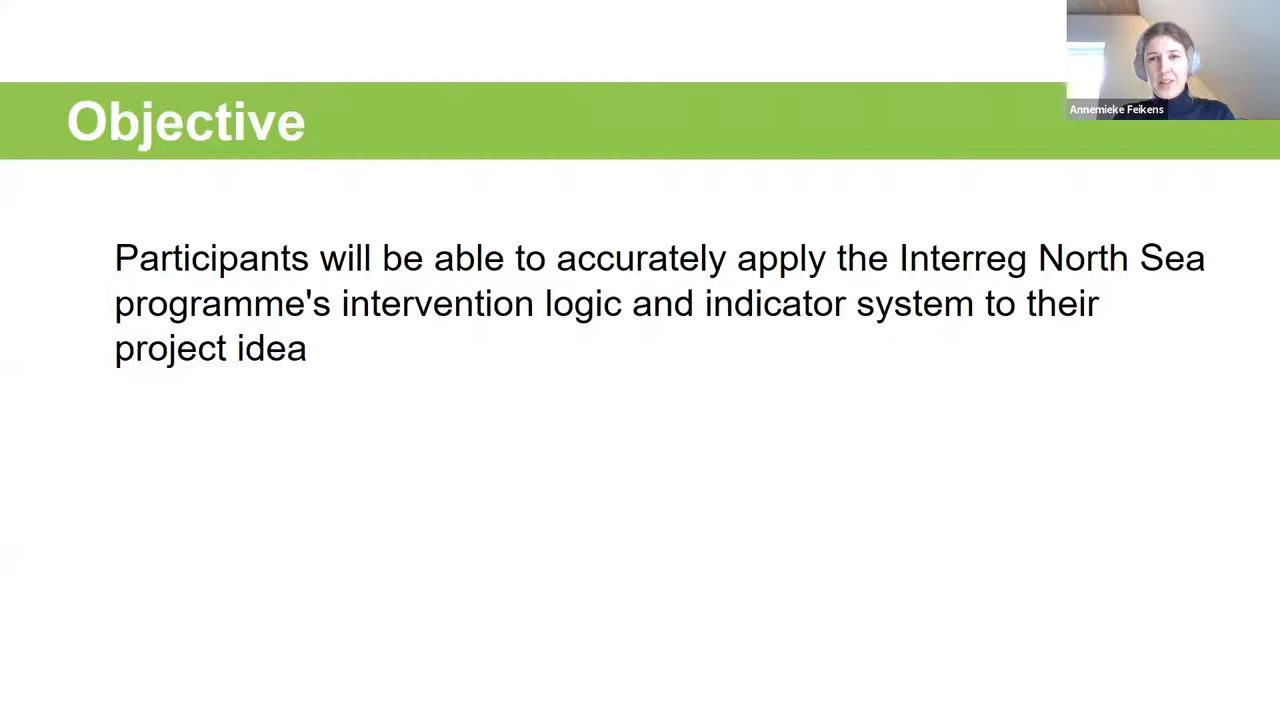 Objective
Annemieke Feikens
Participants will be able to accurately apply the Interreg North Sea
programme's intervention logic and indicator system to their
project idea